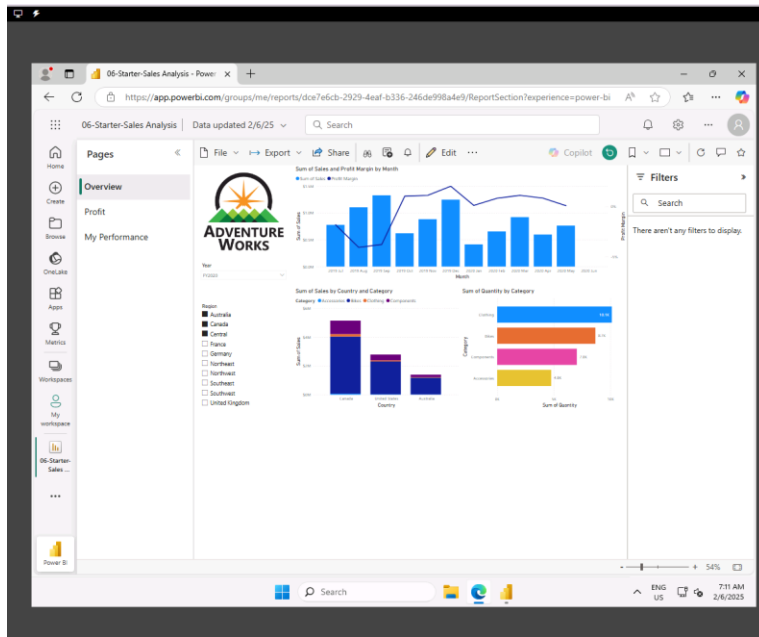 06-Starter-Sales Analysis - Power
https://app.powerbi.com/groups/me/reports/dce7e6cb-2929-4eaf-b336-246de998a4e9/ReportSection?experience=power-bi
06-Starter-Sales Analysis
Data updated 2/6/25
Search
Home
Create
Browse
OneLake
Apps
Metrics
Workspaces
My
workspace
06-Starter-
Sales ...
Power BI
Pages
Overview
Profit
My Performance
File
Export
Share
Edit
Copilot
ADVENTURE
WORKS
Year
FY2020
Region
Australia
Canada
Central
France
Germany
Northeast
Northwest
Southeast
Southwest
United Kingdom
Sum of Sales and Profit Margin by Month
Sum of Sales Profit Margin
Sum of Sales
Profit Margin
Month
Sum of Sales by Country and Category
Category Accessories Bikes Clothing Components
Sum of Sales
Canada
United States
Australia
Country
Sum of Quantity by Category
Category
Clothing
Bikes
Components
Accessories
Sum of Quantity
Filters
Search
There aren't any filters to display.
54%
Search
ENG
US
7:11 AM
2/6/2025